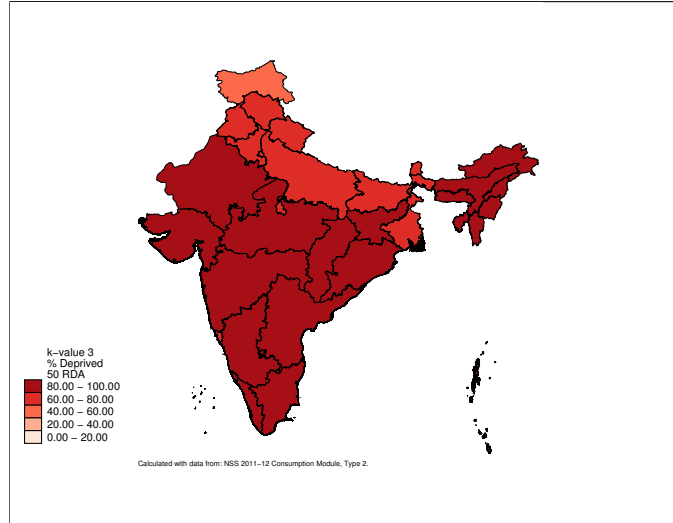 k−value 3
% Deprived
50 RDA
80.00 − 100.00
60.00 − 80.00
40.00 − 60.00
20.00 − 40.00
0.00 − 20.00
Calculated with data from: NSS 2011−12 Consumption Module, Type 2.